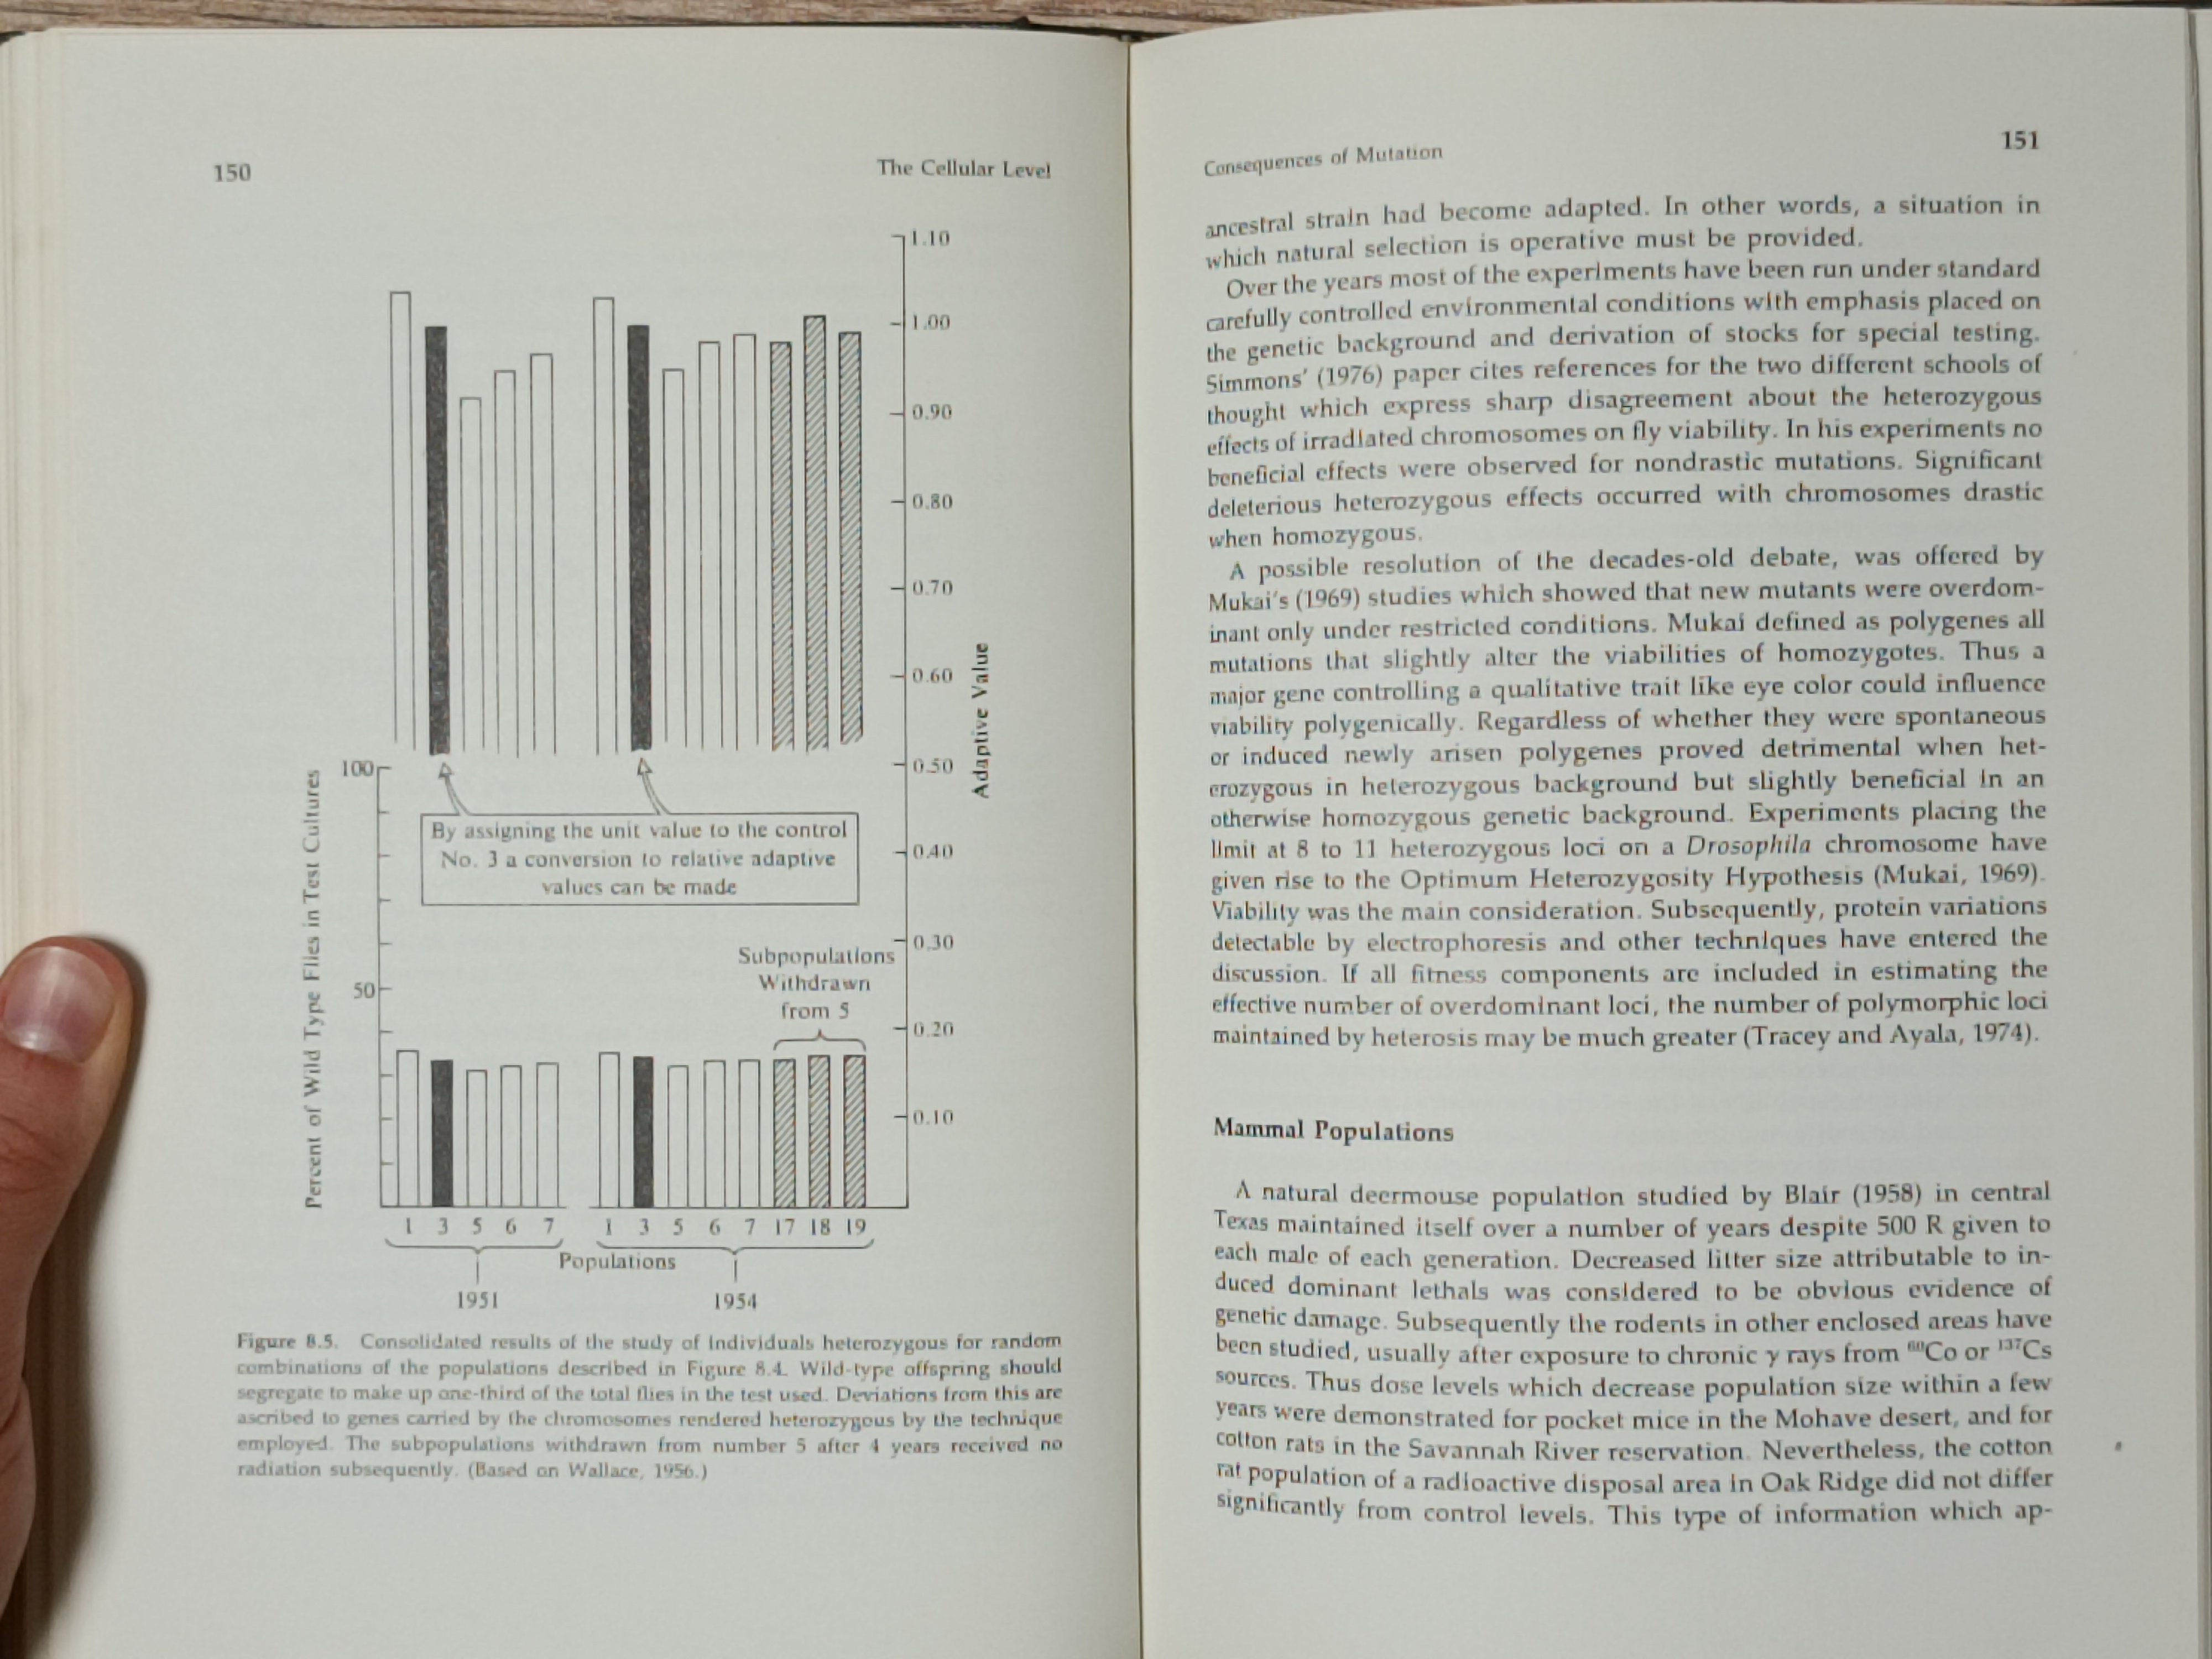 150
The Cellular Level
1.10
1.00
0.90
0.80
0.70
0.60
0.50
0.40
0.30
0.20
0.10
Adaptive Value
100
50
Percent of Wild Type Flies in Test Cultures
By assigning the unit value to the control
No. 3 a conversion to relative adaptive
values can be made
Subpopulations
Withdrawn
from 5
1 3 5 6 7 1 3 5 6 7 17 18 19
Populations
1951 1954
Figure 8.5. Consolidated results of the study of individuals heterozygous for random
combinations of the populations described in Figure 8.4. Wild-type offspring should
segregate to make up one-third of the total flies in the test used. Deviations from this are
ascribed to genes carried by the chromosomes rendered heterozygous by the technique
employed. The subpopulations withdrawn from number 5 after 4 years received no
radiation subsequently. (Based on Wallace, 1956.)
Consequences of Mutation
151
ancestral strain had become adapted. In other words, a situation in
which natural selection is operative must be provided.
Over the years most of the experiments have been run under standard
carefully controlled environmental conditions with emphasis placed on
the genetic background and derivation of stocks for special testing.
Simmons' (1976) paper cites references for the two different schools of
thought which express sharp disagreement about the heterozygous
effects of irradiated chromosomes on fly viability. In his experiments no
beneficial effects were observed for nondrastic mutations. Significant
deleterious heterozygous effects occurred with chromosomes drastic
when homozygous.
A possible resolution of the decades-old debate, was offered by
Mukai's (1969) studies which showed that new mutants were overdom-
inant only under restricted conditions. Mukai defined as polygenes all
mutations that slightly alter the viabilities of homozygotes. Thus a
major gene controlling a qualitative trait like eye color could influence
viability polygenically. Regardless of whether they were spontaneous
or induced newly arisen polygenes proved detrimental when het-
erozygous in heterozygous background but slightly beneficial in an
otherwise homozygous genetic background. Experiments placing the
limit at 8 to 11 heterozygous loci on a Drosophila chromosome have
given rise to the Optimum Heterozygosity Hypothesis (Mukai, 1969).
Viability was the main consideration. Subsequently, protein variations
detectable by electrophoresis and other techniques have entered the
discussion. If all fitness components are included in estimating the
effective number of overdominant loci, the number of polymorphic loci
maintained by heterosis may be much greater (Tracey and Ayala, 1974).
Mammal Populations
A natural deermouse population studied by Blair (1958) in central
Texas maintained itself over a number of years despite 500 R given to
each male of each generation. Decreased litter size attributable to in-
duced dominant lethals was considered to be obvious evidence of
genetic damage. Subsequently the rodents in other enclosed areas have
been studied, usually after exposure to chronic γ rays from ⁶⁰Co or ¹³⁷Cs
sources. Thus dose levels which decrease population size within a few
years were demonstrated for pocket mice in the Mohave desert, and for
cotton rats in the Savannah River reservation. Nevertheless, the cotton
rat population of a radioactive disposal area in Oak Ridge did not differ
significantly from control levels. This type of information which ap-